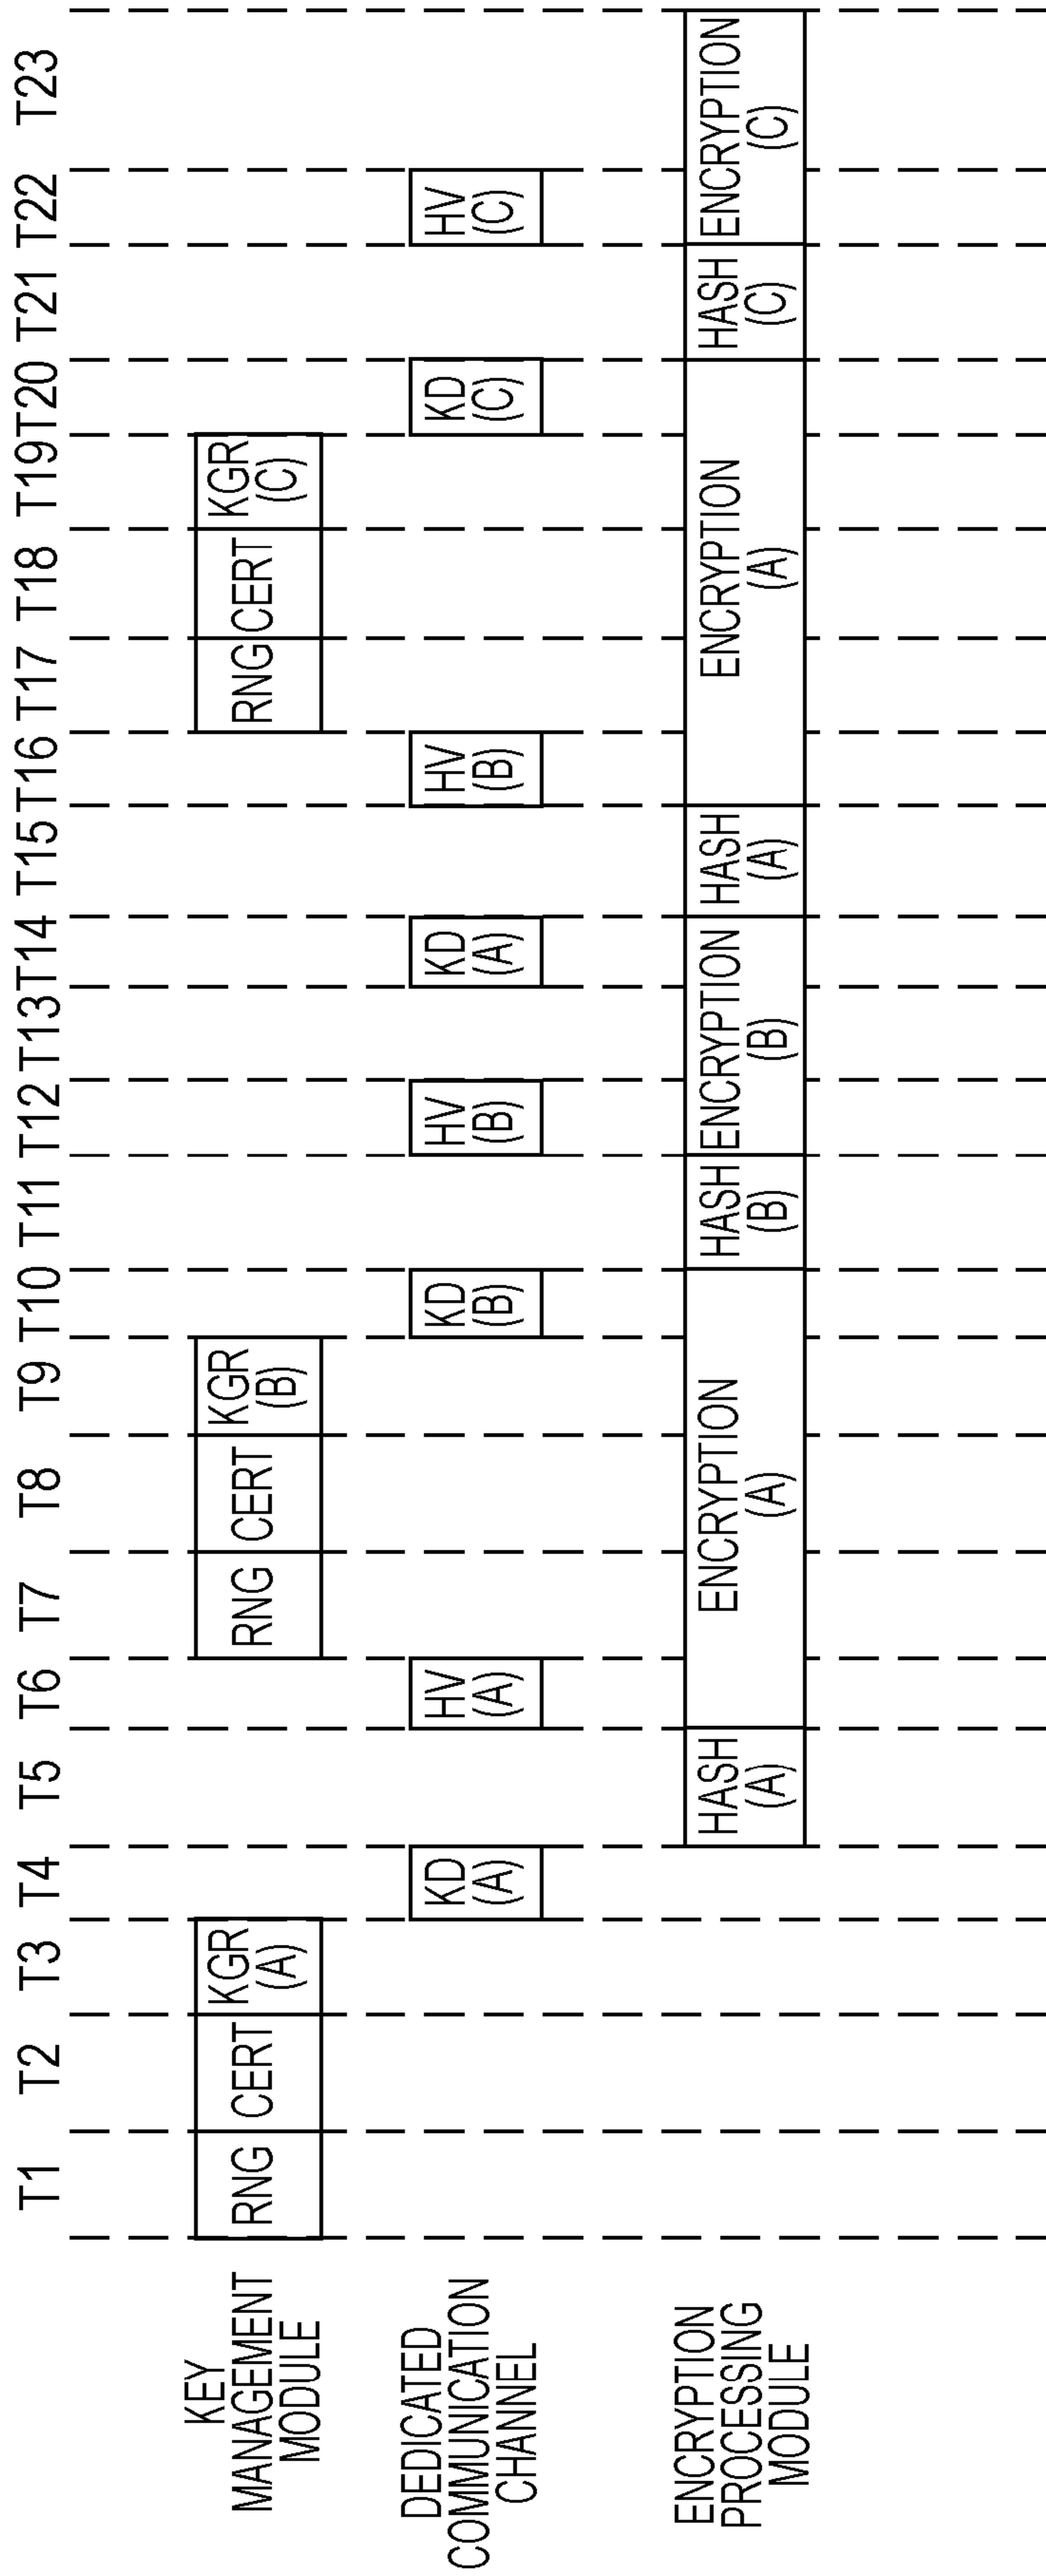 T1 T2 T3 T4 T5 T6 T7 T8 T9 T10 T11 T12 T13 T14 T15 T16 T17 T18 T19 T20 T21 T22 T23
KEY
MANAGEMENT
MODULE
RNG
CERT
KGR
(A)
RNG
CERT
KGR
(B)
RNG
CERT
KGR
(C)
DEDICATED
COMMUNICATION
CHANNEL
KD
(A)
HV
(A)
KD
(B)
HV
(B)
KD
(A)
HV
(B)
KD
(C)
HV
(C)
ENCRYPTION
PROCESSING
MODULE
HASH
(A)
ENCRYPTION
(A)
HASH
(B)
ENCRYPTION
(B)
HASH
(A)
ENCRYPTION
(A)
HASH
(C)
ENCRYPTION
(C)